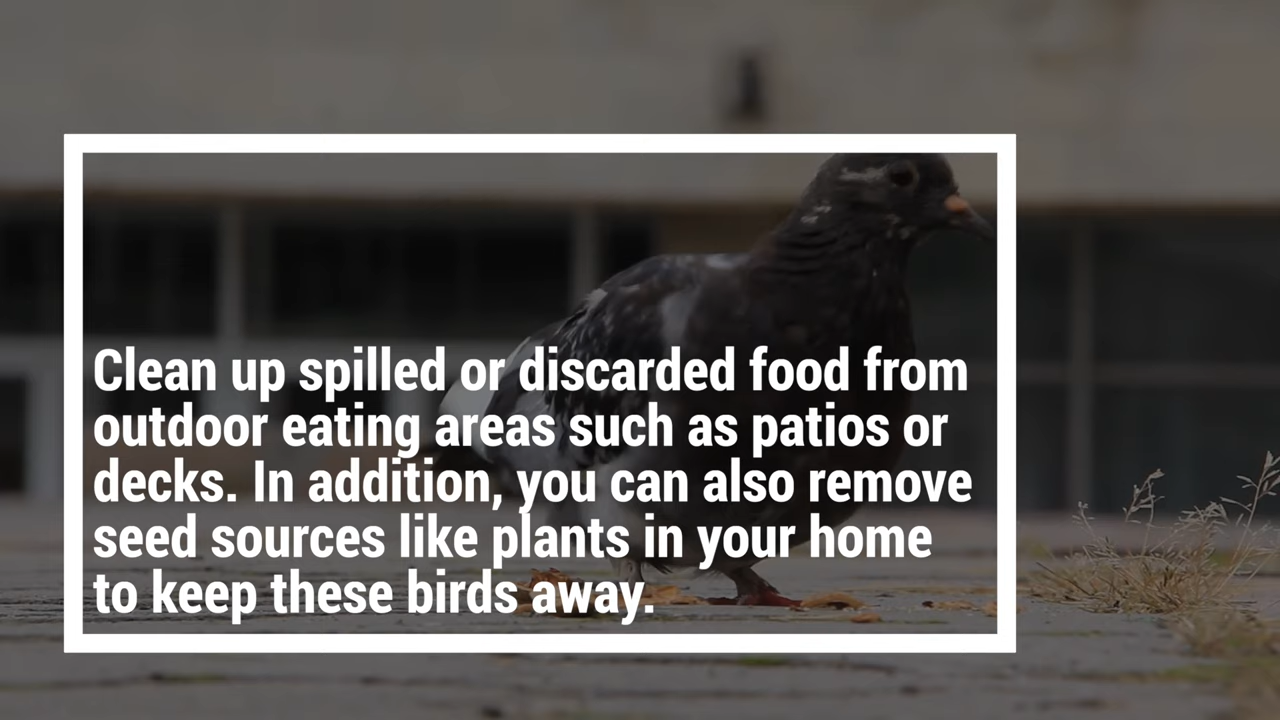 Clean up spilled or discarded food from
outdoor eating areas such as patios or
decks. In addition, you can also remove
seed sources like plants in your home
to keep these birds away.